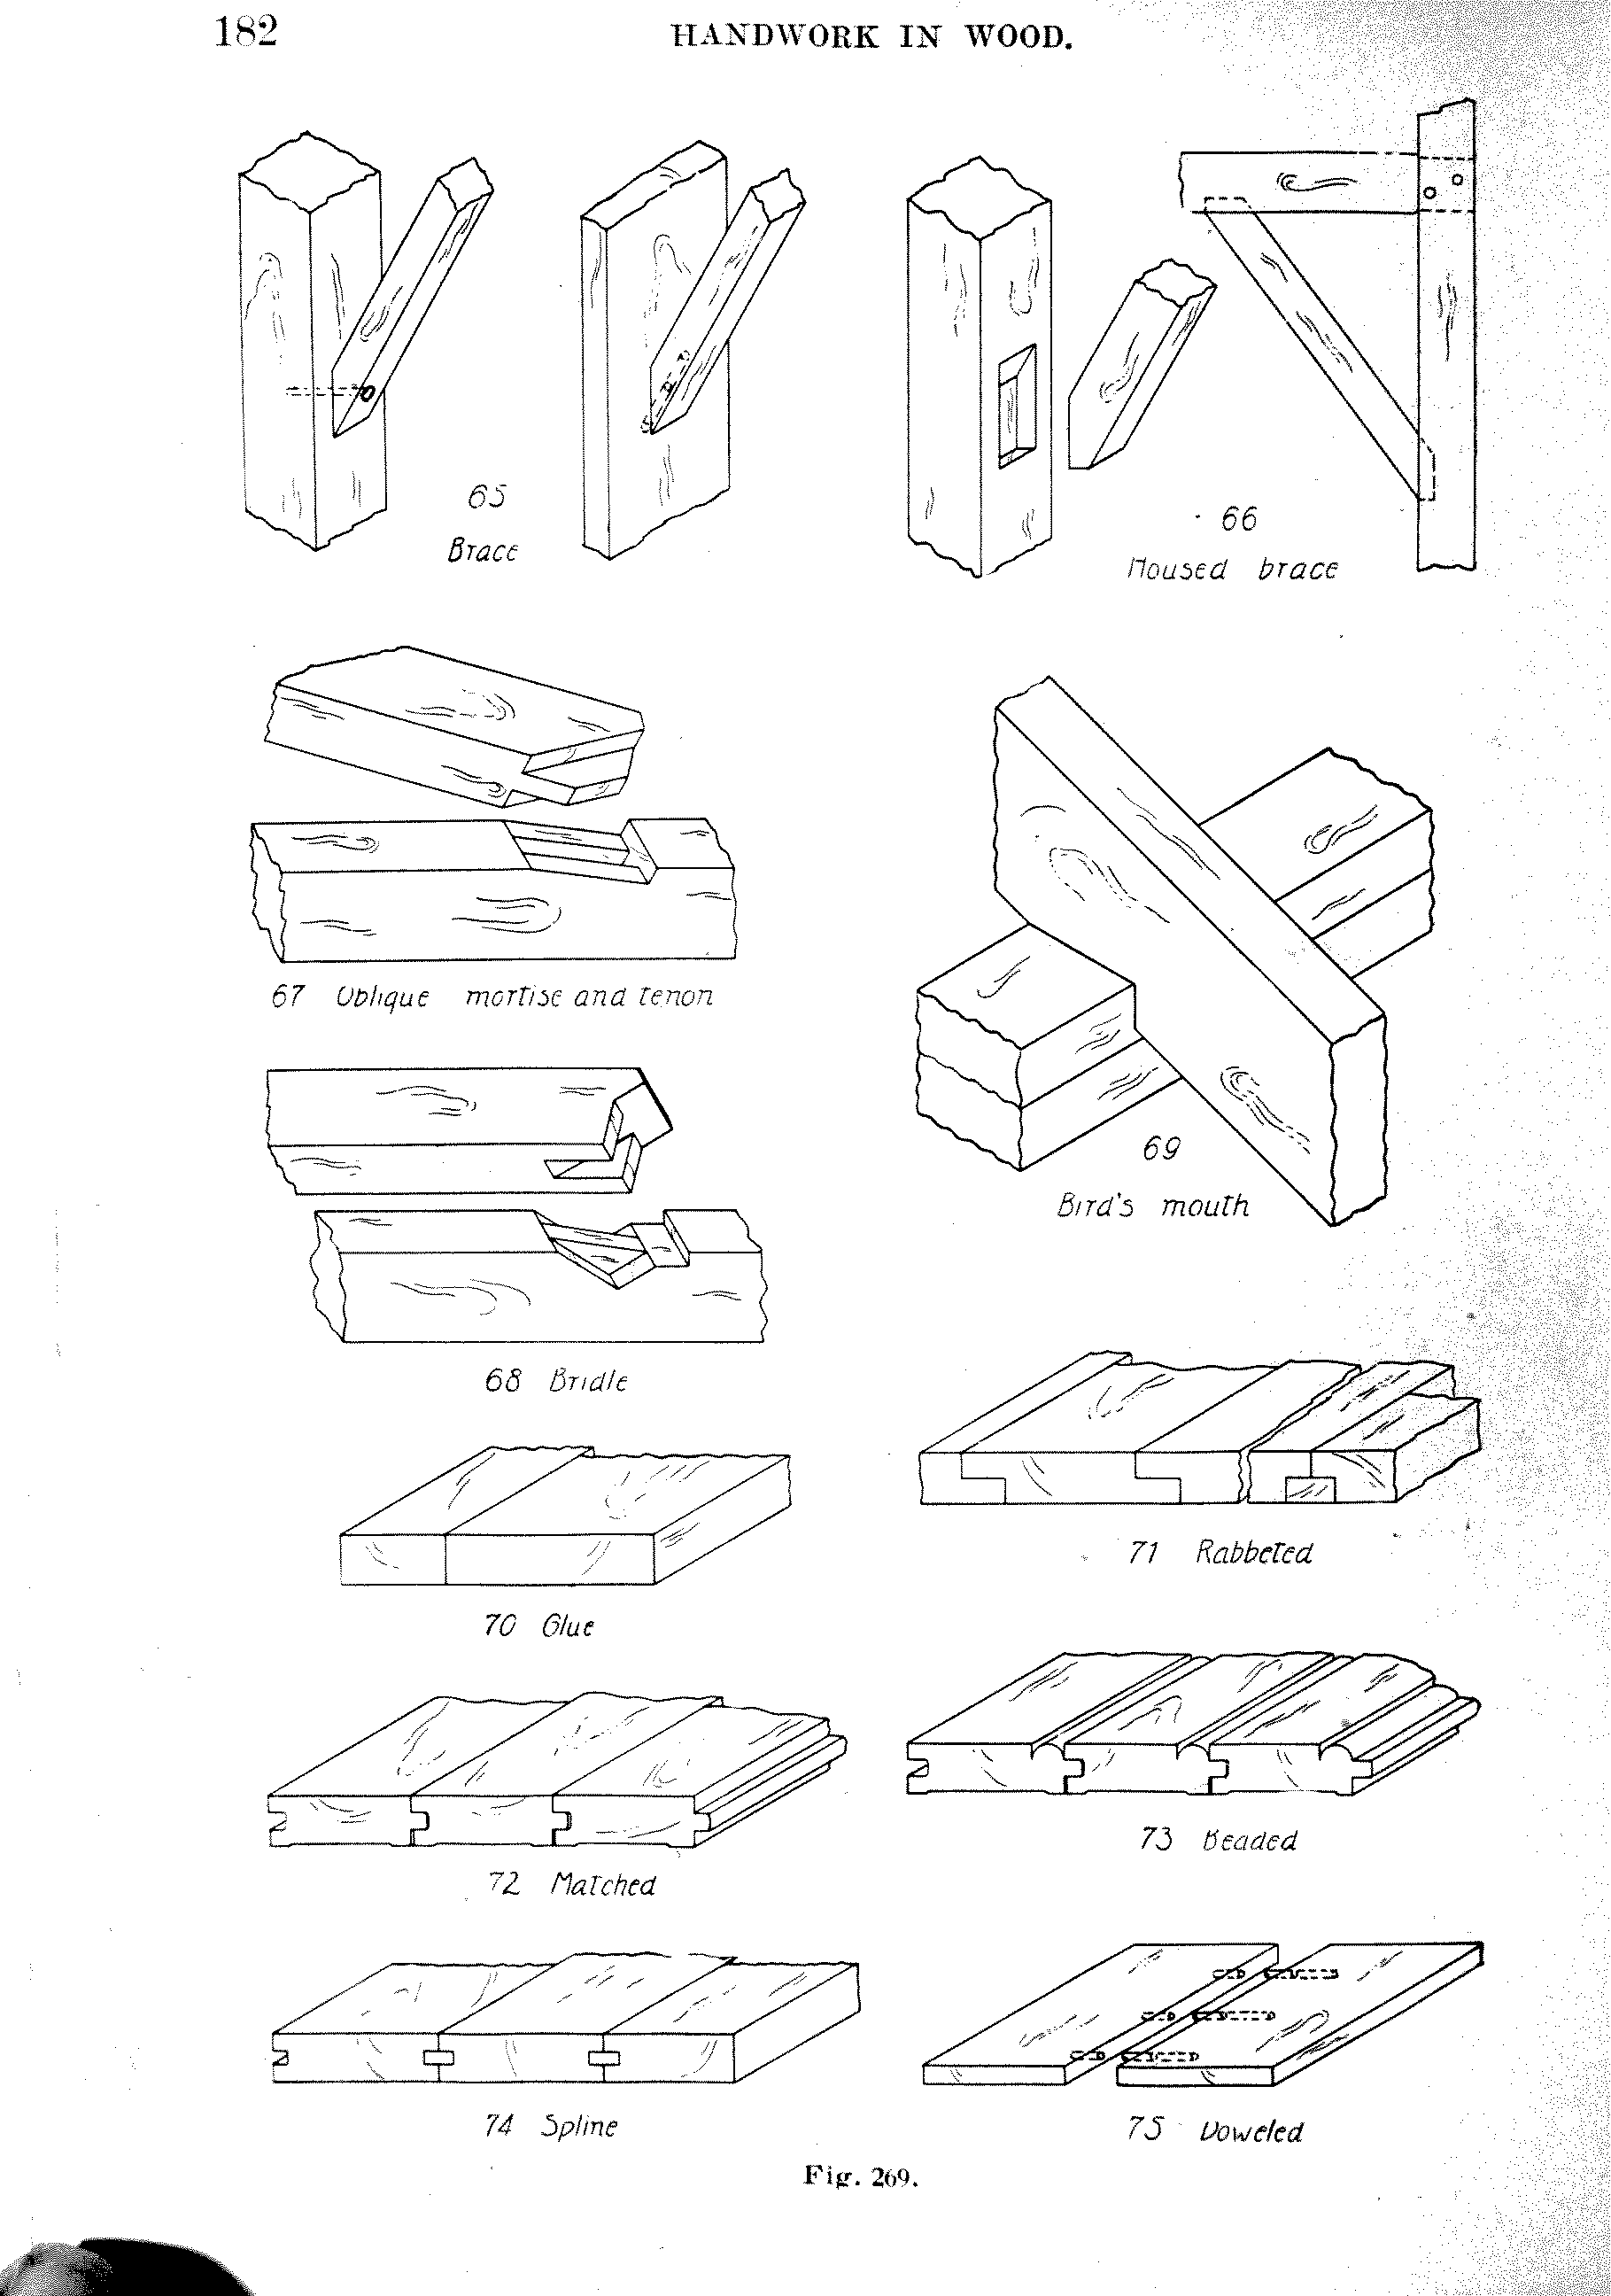 182 HANDWORK IN WOOD.
65
Brace
66
Housed brace
67 Oblique mortise and tenon
69
Bird's mouth
68 Bridle
71 Rabbeted
70 Glue
73 Beaded
72 Matched
74 Spline
75 Doweled
Fig. 269.